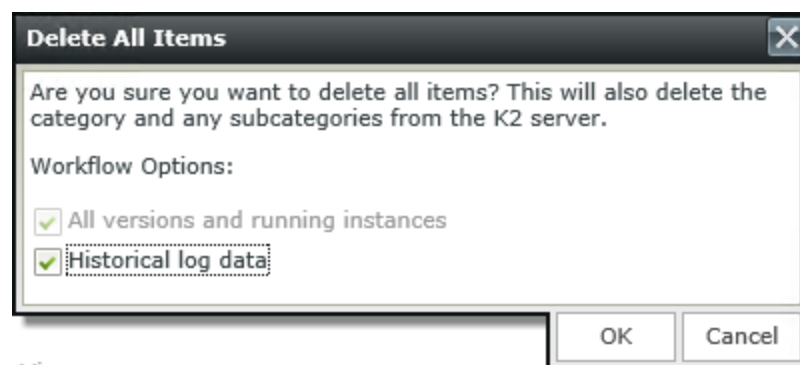 Delete All Items
Are you sure you want to delete all items? This will also delete the
category and any subcategories from the K2 server.
Workflow Options:
All versions and running instances
Historical log data
OK
Cancel